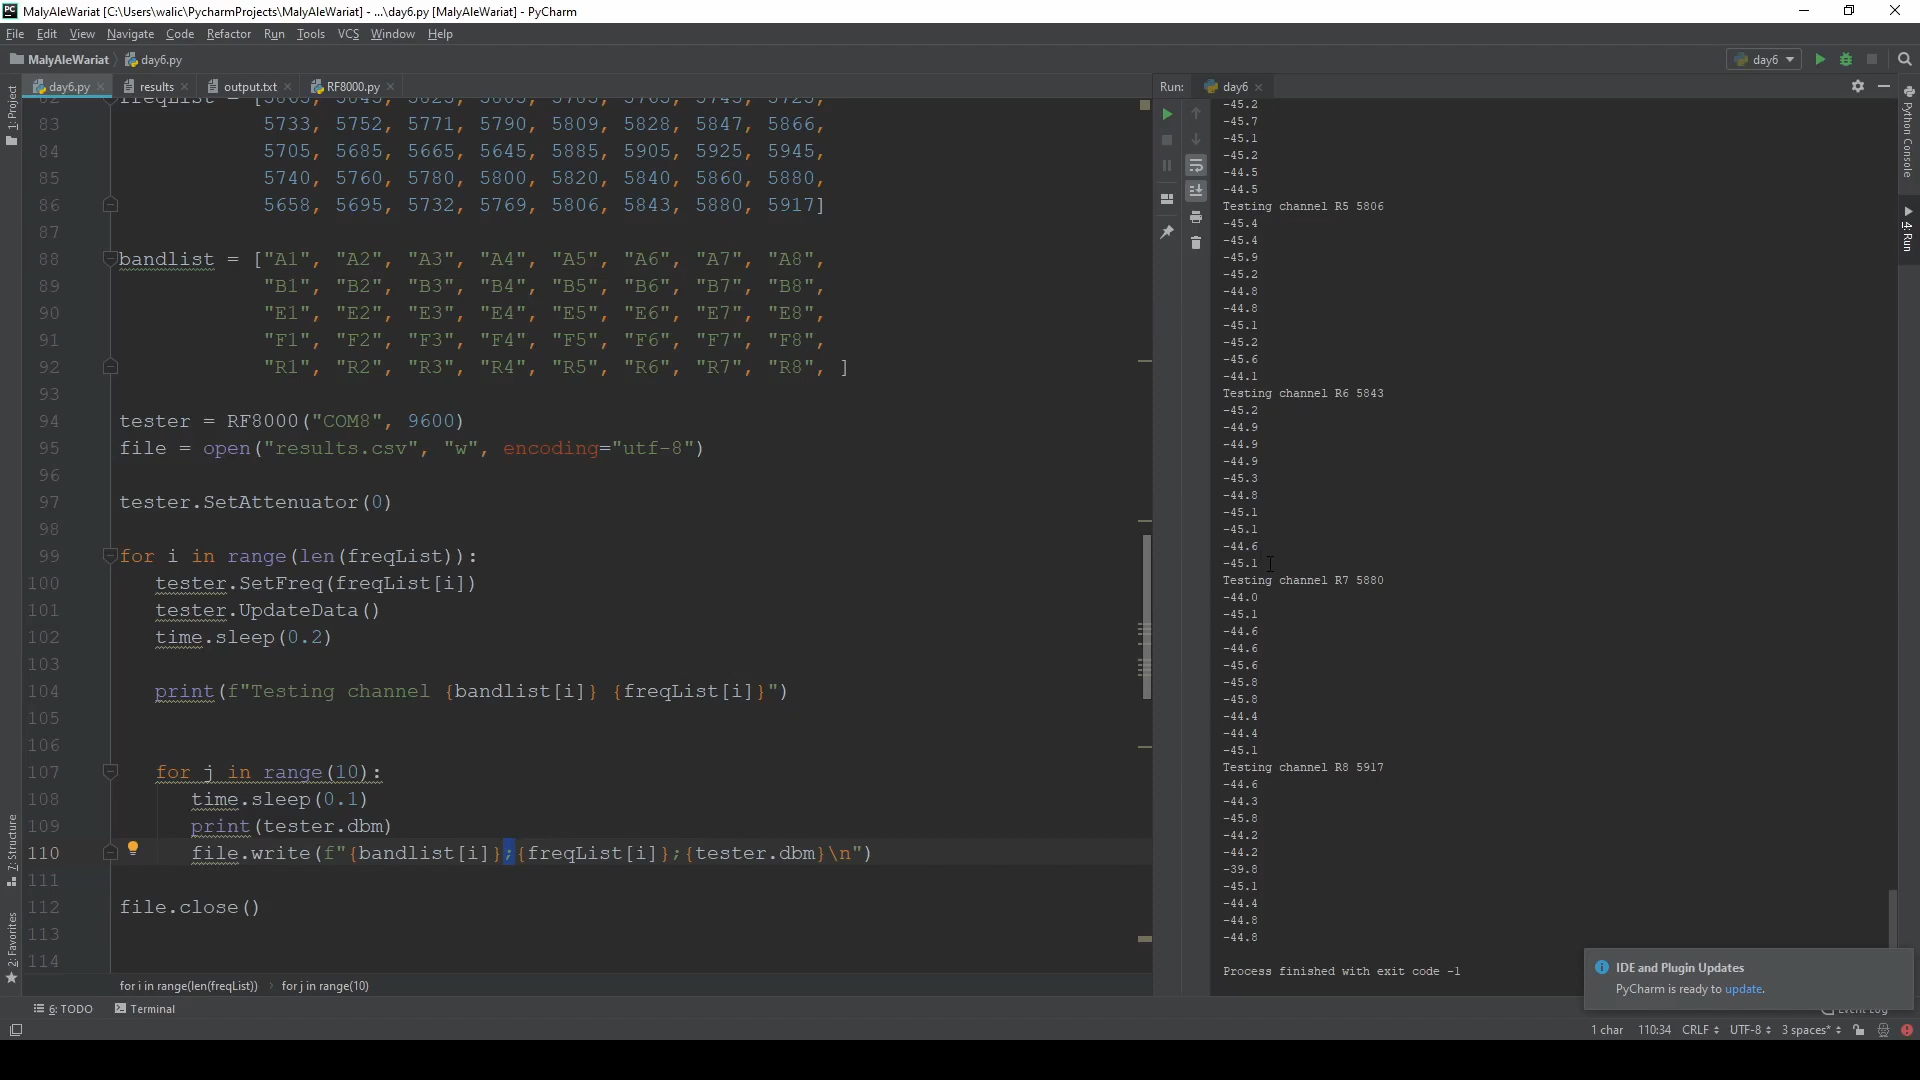 MalyAleWariat [C:\Users\walic\PycharmProjects\MalyAleWariat] - ...\day6.py [MalyAleWariat] - PyCharm
File Edit View Navigate Code Refactor Run Tools VCS Window Help
MalyAleWariat day6.py
day6
day6.py results output.txt RF8000.py
Run: day6
1: Project
7: Structure
2: Favorites
Python Console
4: Run
83 5733, 5752, 5771, 5790, 5809, 5828, 5847, 5866,
84 5705, 5685, 5665, 5645, 5885, 5905, 5925, 5945,
85 5740, 5760, 5780, 5800, 5820, 5840, 5860, 5880,
86 5658, 5695, 5732, 5769, 5806, 5843, 5880, 5917]
87
88 bandlist = ["A1", "A2", "A3", "A4", "A5", "A6", "A7", "A8",
89 "B1", "B2", "B3", "B4", "B5", "B6", "B7", "B8",
90 "E1", "E2", "E3", "E4", "E5", "E6", "E7", "E8",
91 "F1", "F2", "F3", "F4", "F5", "F6", "F7", "F8",
92 "R1", "R2", "R3", "R4", "R5", "R6", "R7", "R8", ]
93
94 tester = RF8000("COM8", 9600)
95 file = open("results.csv", "w", encoding="utf-8")
96
97 tester.SetAttenuator(0)
98
99 for i in range(len(freqList)):
100 tester.SetFreq(freqList[i])
101 tester.UpdateData()
102 time.sleep(0.2)
103
104 print(f"Testing channel {bandlist[i]} {freqList[i]}")
105
106
107 for j in range(10):
108 time.sleep(0.1)
109 print(tester.dbm)
110 file.write(f"{bandlist[i]};{freqList[i]};{tester.dbm}\n")
111
112 file.close()
113
114
for i in range(len(freqList)) for j in range(10)
-45.2
-45.7
-45.1
-45.2
-44.5
-44.5
Testing channel R5 5806
-45.4
-45.4
-45.9
-45.2
-44.8
-44.8
-45.1
-45.2
-45.6
-44.1
Testing channel R6 5843
-45.2
-44.9
-44.9
-44.9
-45.3
-44.8
-45.1
-45.1
-44.6
-45.1
Testing channel R7 5880
-44.0
-45.1
-44.6
-44.6
-45.6
-45.8
-45.8
-44.4
-44.4
-45.1
Testing channel R8 5917
-44.6
-44.3
-45.8
-44.2
-44.2
-39.8
-45.1
-44.4
-44.8
-44.8
Process finished with exit code -1
IDE and Plugin Updates
PyCharm is ready to update.
6: TODO Terminal
1 char 110:34 CRLF UTF-8 3 spaces*